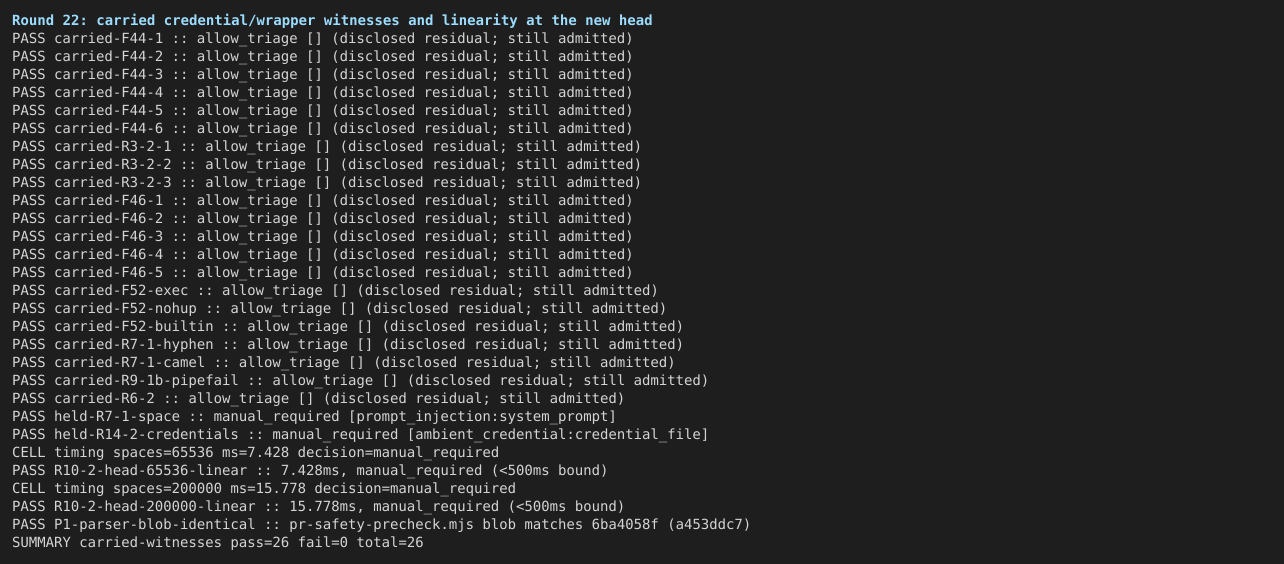 Round 22: carried credential/wrapper witnesses and linearity at the new head
PASS carried-F44-1 :: allow_triage [] (disclosed residual; still admitted)
PASS carried-F44-2 :: allow_triage [] (disclosed residual; still admitted)
PASS carried-F44-3 :: allow_triage [] (disclosed residual; still admitted)
PASS carried-F44-4 :: allow_triage [] (disclosed residual; still admitted)
PASS carried-F44-5 :: allow_triage [] (disclosed residual; still admitted)
PASS carried-F44-6 :: allow_triage [] (disclosed residual; still admitted)
PASS carried-R3-2-1 :: allow_triage [] (disclosed residual; still admitted)
PASS carried-R3-2-2 :: allow_triage [] (disclosed residual; still admitted)
PASS carried-R3-2-3 :: allow_triage [] (disclosed residual; still admitted)
PASS carried-F46-1 :: allow_triage [] (disclosed residual; still admitted)
PASS carried-F46-2 :: allow_triage [] (disclosed residual; still admitted)
PASS carried-F46-3 :: allow_triage [] (disclosed residual; still admitted)
PASS carried-F46-4 :: allow_triage [] (disclosed residual; still admitted)
PASS carried-F46-5 :: allow_triage [] (disclosed residual; still admitted)
PASS carried-F52-exec :: allow_triage [] (disclosed residual; still admitted)
PASS carried-F52-nohup :: allow_triage [] (disclosed residual; still admitted)
PASS carried-F52-builtin :: allow_triage [] (disclosed residual; still admitted)
PASS carried-R7-1-hyphen :: allow_triage [] (disclosed residual; still admitted)
PASS carried-R7-1-camel :: allow_triage [] (disclosed residual; still admitted)
PASS carried-R9-1b-pipefail :: allow_triage [] (disclosed residual; still admitted)
PASS carried-R6-2 :: allow_triage [] (disclosed residual; still admitted)
PASS held-R7-1-space :: manual_required [prompt_injection:system_prompt]
PASS held-R14-2-credentials :: manual_required [ambient_credential:credential_file]
CELL timing spaces=65536 ms=7.428 decision=manual_required
PASS R10-2-head-65536-linear :: 7.428ms, manual_required (<500ms bound)
CELL timing spaces=200000 ms=15.778 decision=manual_required
PASS R10-2-head-200000-linear :: 15.778ms, manual_required (<500ms bound)
PASS P1-parser-blob-identical :: pr-safety-precheck.mjs blob matches 6ba4058f (a453ddc7)
SUMMARY carried-witnesses pass=26 fail=0 total=26